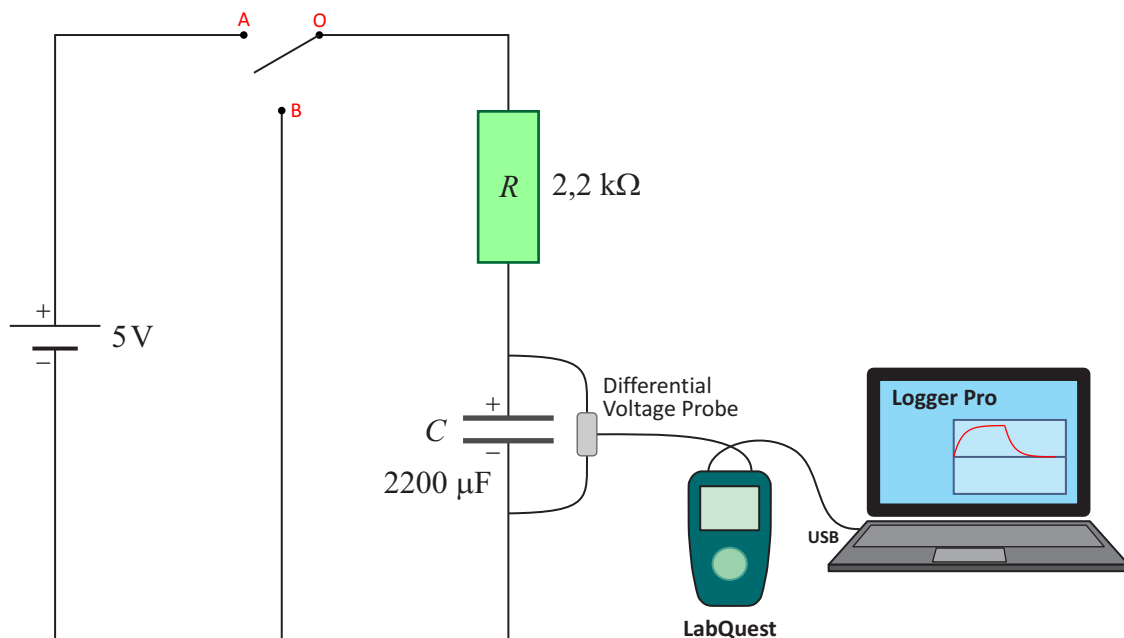 A
O
B
R
2,2 kΩ
+
5 V
−
Differential
Voltage Probe
+
C
−
2200 µF
Logger Pro
USB
LabQuest